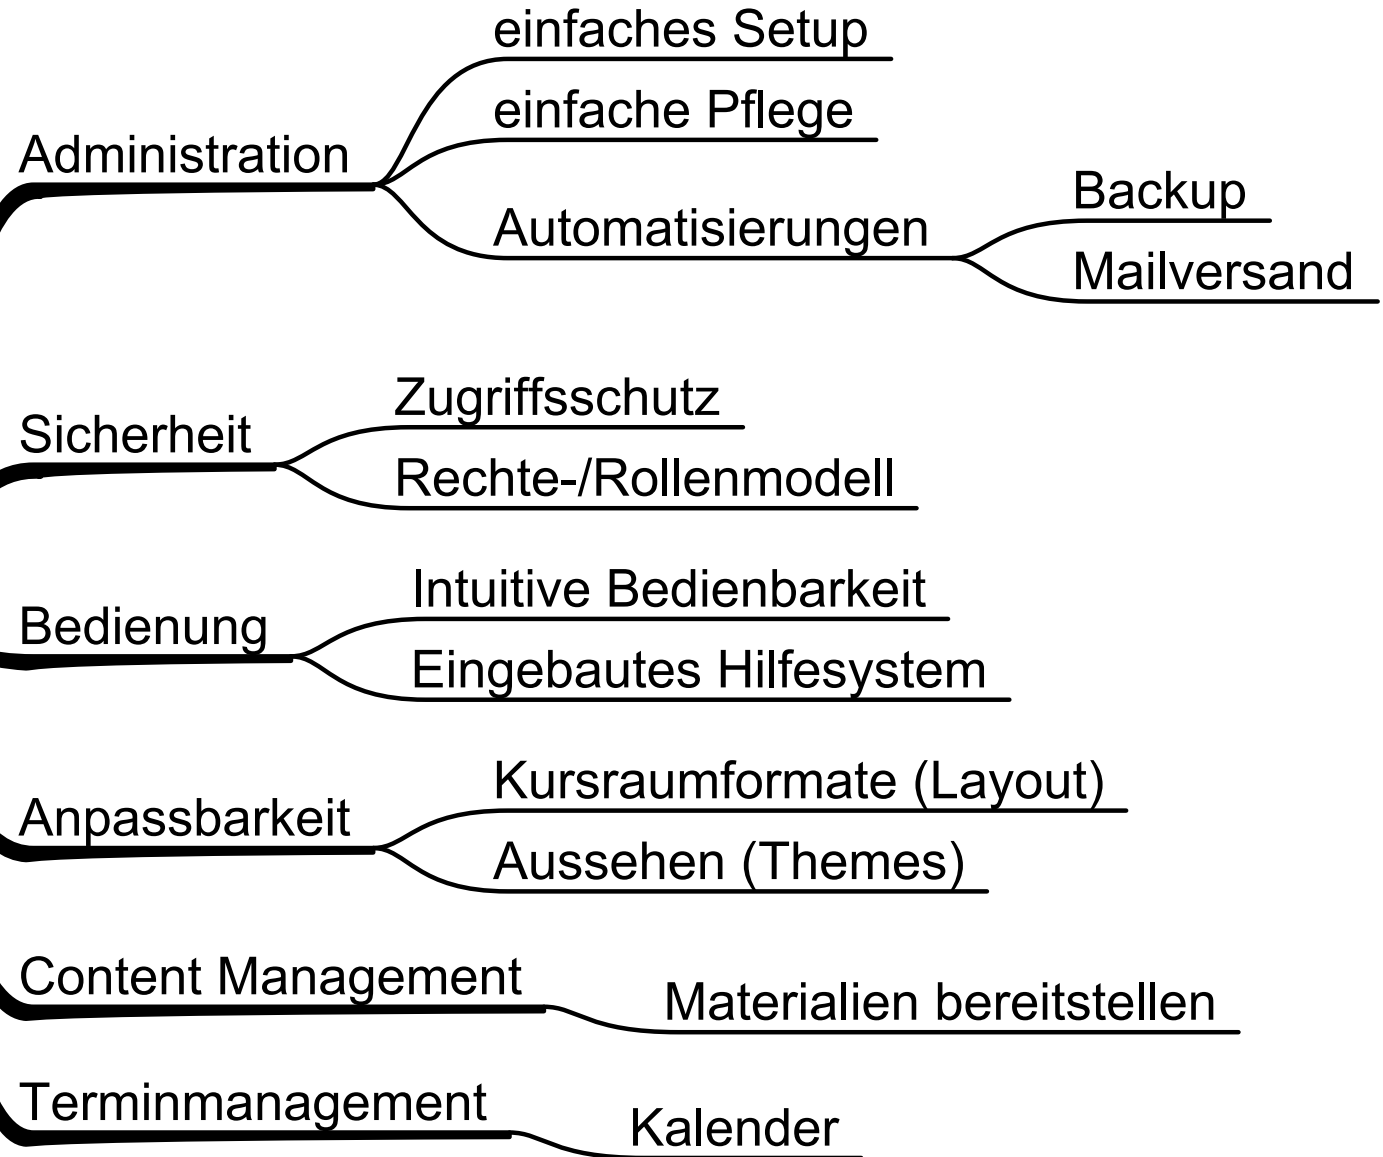 einfaches Setup
einfache Pflege
Administration
Automatisierungen
Backup
Mailversand
Zugriffsschutz
Sicherheit
Rechte-/Rollenmodell
Intuitive Bedienbarkeit
Bedienung
Eingebautes Hilfesystem
Kursraumformate (Layout)
Anpassbarkeit
Aussehen (Themes)
Content Management
Materialien bereitstellen
Terminmanagement
Kalender